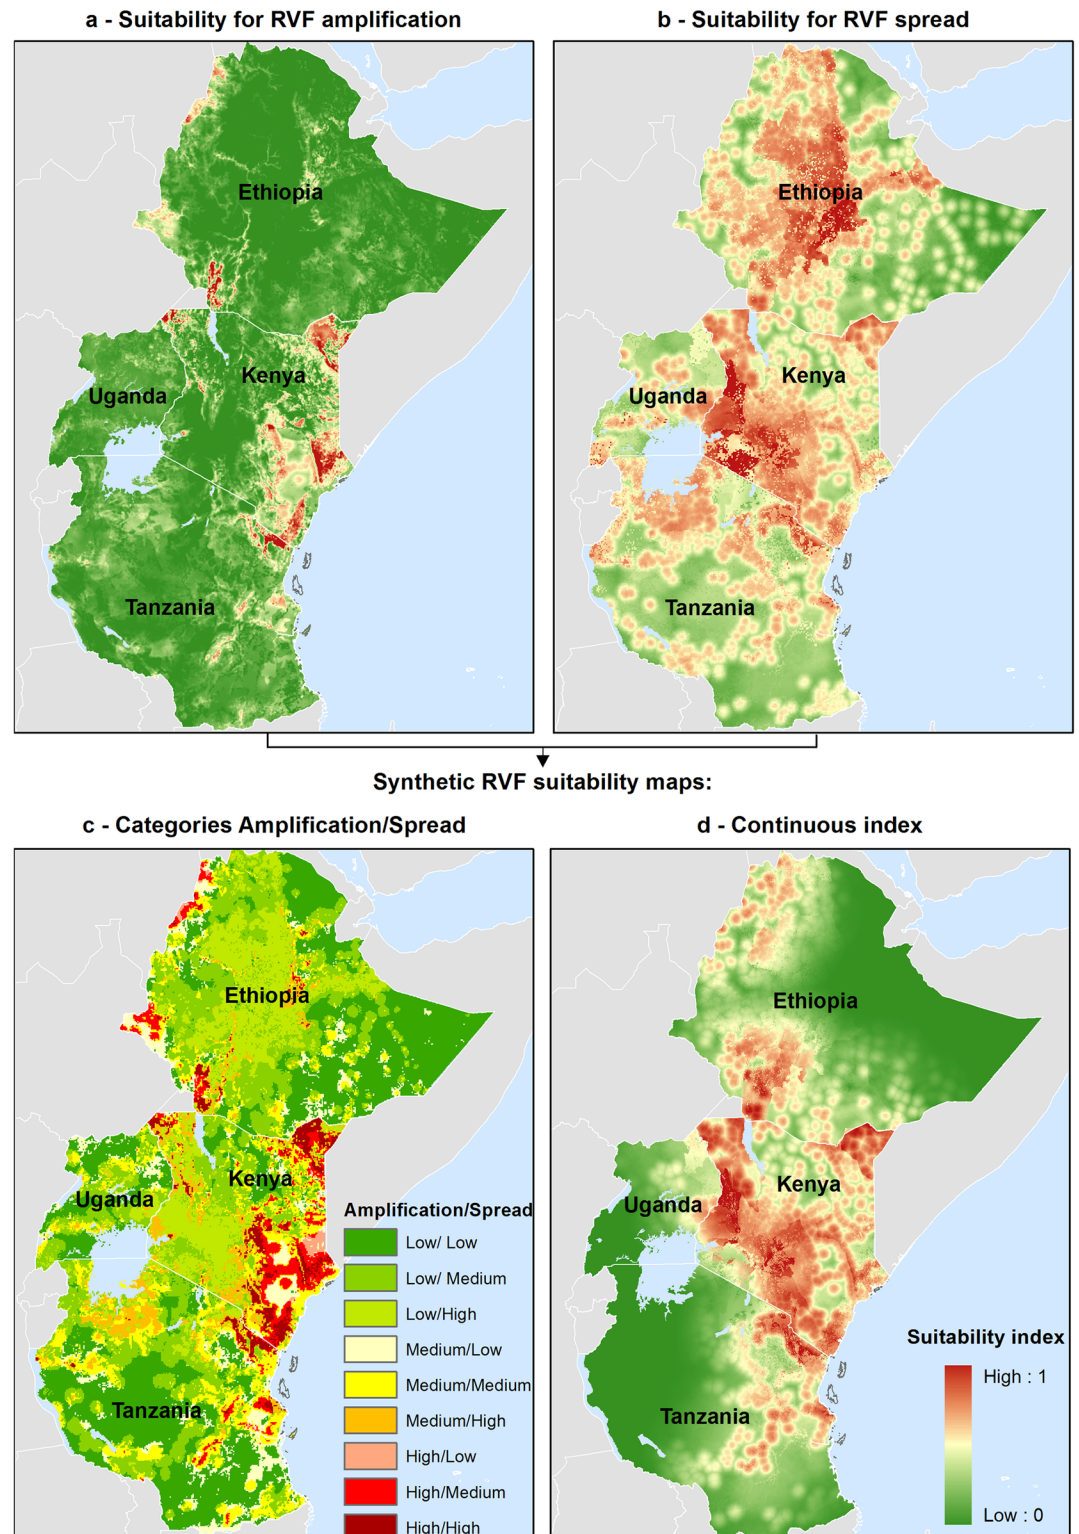 a - Suitability for RVF amplification
b - Suitability for RVF spread
Ethiopia
Kenya
Uganda
Tanzania
Ethiopia
Kenya
Uganda
Tanzania
Synthetic RVF suitability maps:
c - Categories Amplification/Spread
d - Continuous index
Ethiopia
Kenya
Uganda
Tanzania
Amplification/Spread
Low/ Low
Low/ Medium
Low/High
Medium/Low
Medium/Medium
Medium/High
High/Low
High/Medium
High/High
Ethiopia
Kenya
Uganda
Tanzania
Suitability index
High : 1
Low : 0